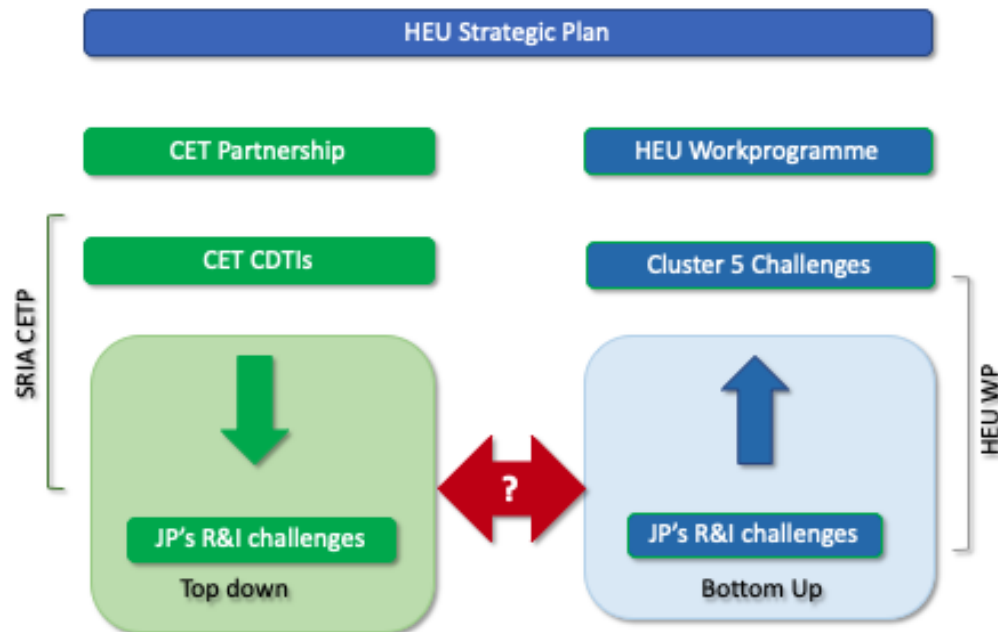 HEU Strategic Plan
CET Partnership
HEU Workprogramme
CET CDTIs
Cluster 5 Challenges
SRIA CETP
HEU WP
?
JP's R&I challenges
JP's R&I challenges
Top down
Bottom Up